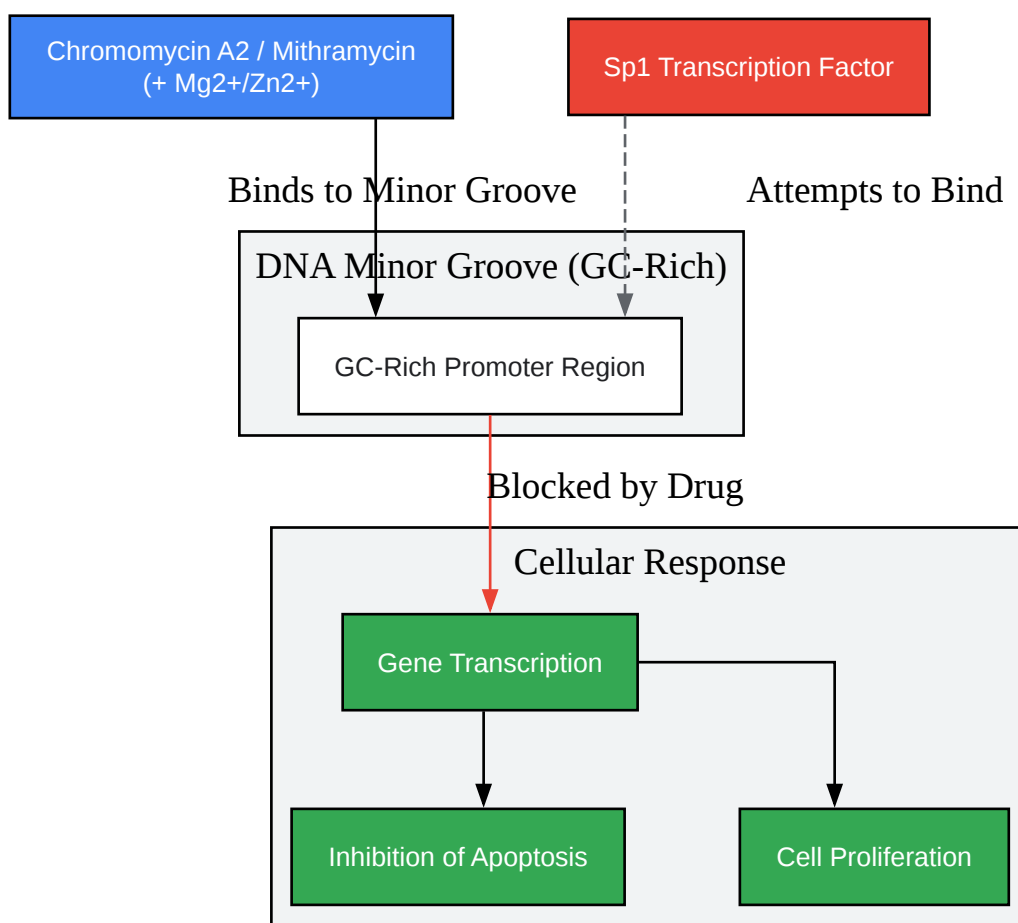 Chromomycin A2 / Mithramycin
(+ Mg2+/Zn2+)
Sp1 Transcription Factor
Binds to Minor Groove
Attempts to Bind
DNA Minor Groove (GC-Rich)
GC-Rich Promoter Region
Blocked by Drug
Cellular Response
Gene Transcription
Inhibition of Apoptosis
Cell Proliferation